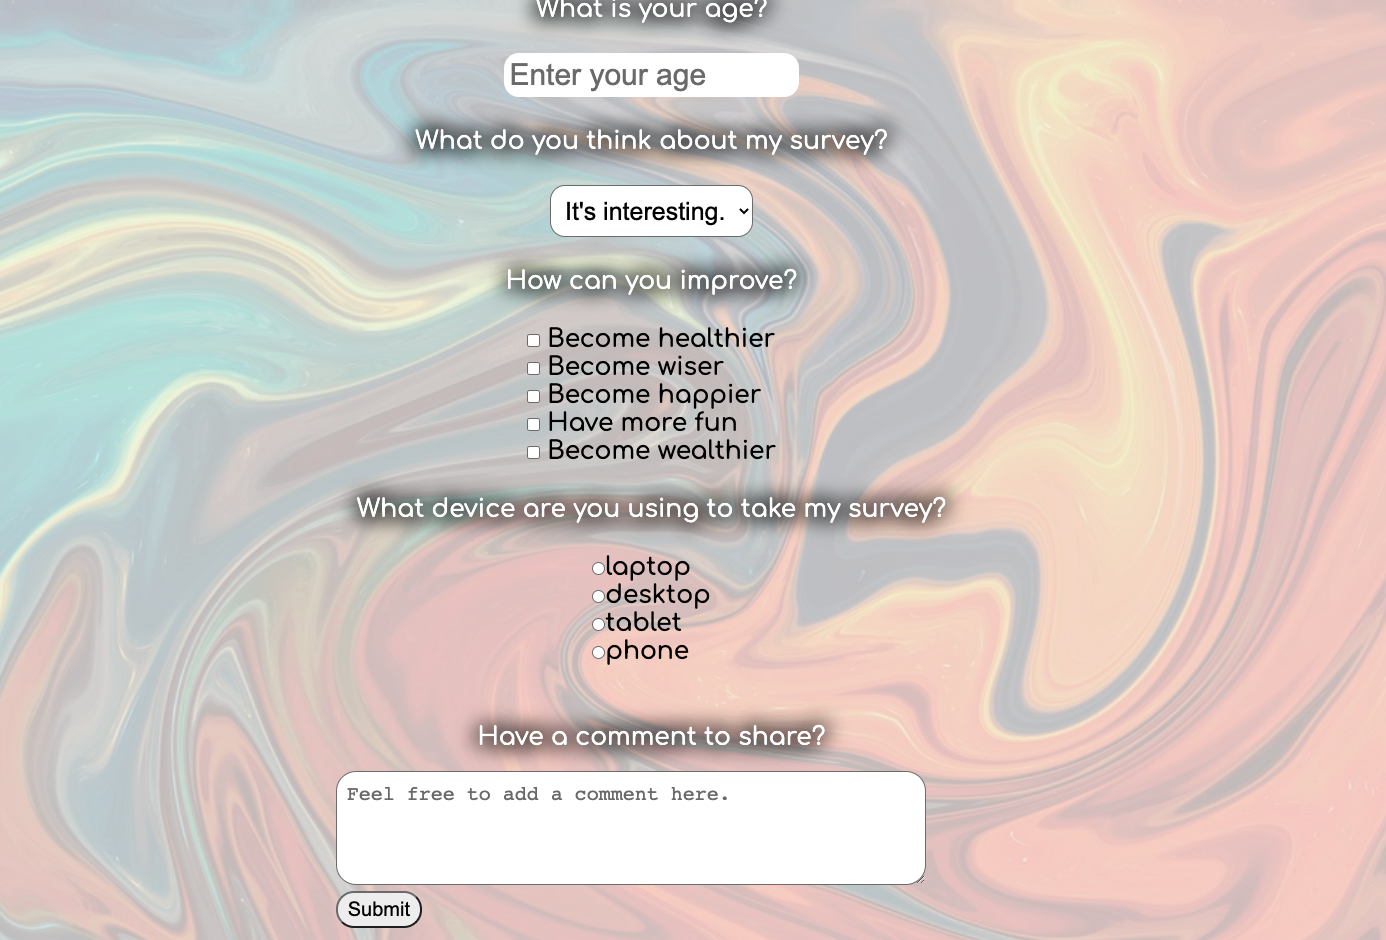 What is your age?
Enter your age
What do you think about my survey?
It's interesting.
How can you improve?
Become healthier
Become wiser
Become happier
Have more fun
Become wealthier
What device are you using to take my survey?
laptop
desktop
tablet
phone
Have a comment to share?
Feel free to add a comment here.
Submit